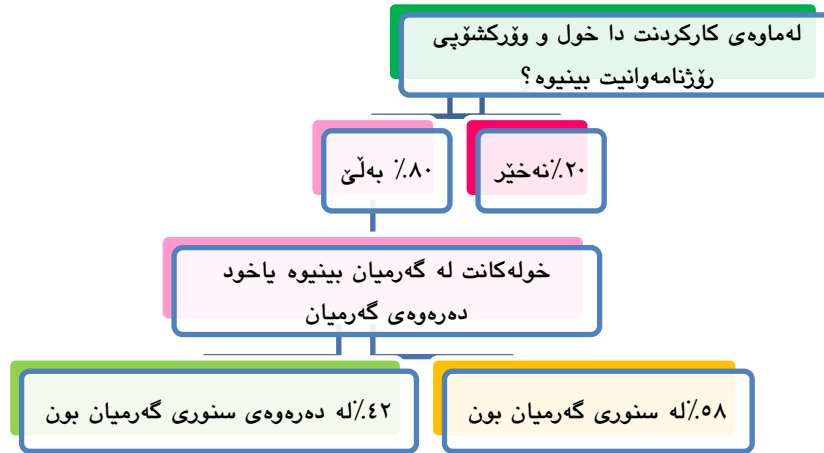 لەماوەی کارکردنت دا خول و وۆرکشۆپی
رۆژنامەوانیت بینیوە؟
٢٠٪نەخێر
٨٠٪ بەڵێ
خولەکانت لە گەرمیان بینیوە یاخود
دەرەوەی گەرمیان
٥٨٪لە سنوری گەرمیان بون
٤٢٪لە دەرەوەی سنوری گەرمیان بون